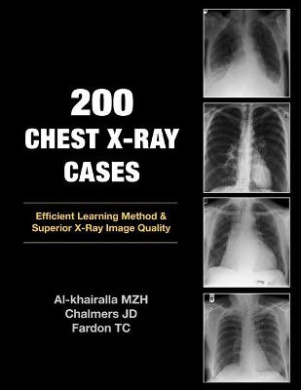 200
CHEST X-RAY
CASES
Efficient Learning Method &
Superior X-Ray Image Quality
Al-khairalla MZH
Chalmers JD
Fardon TC